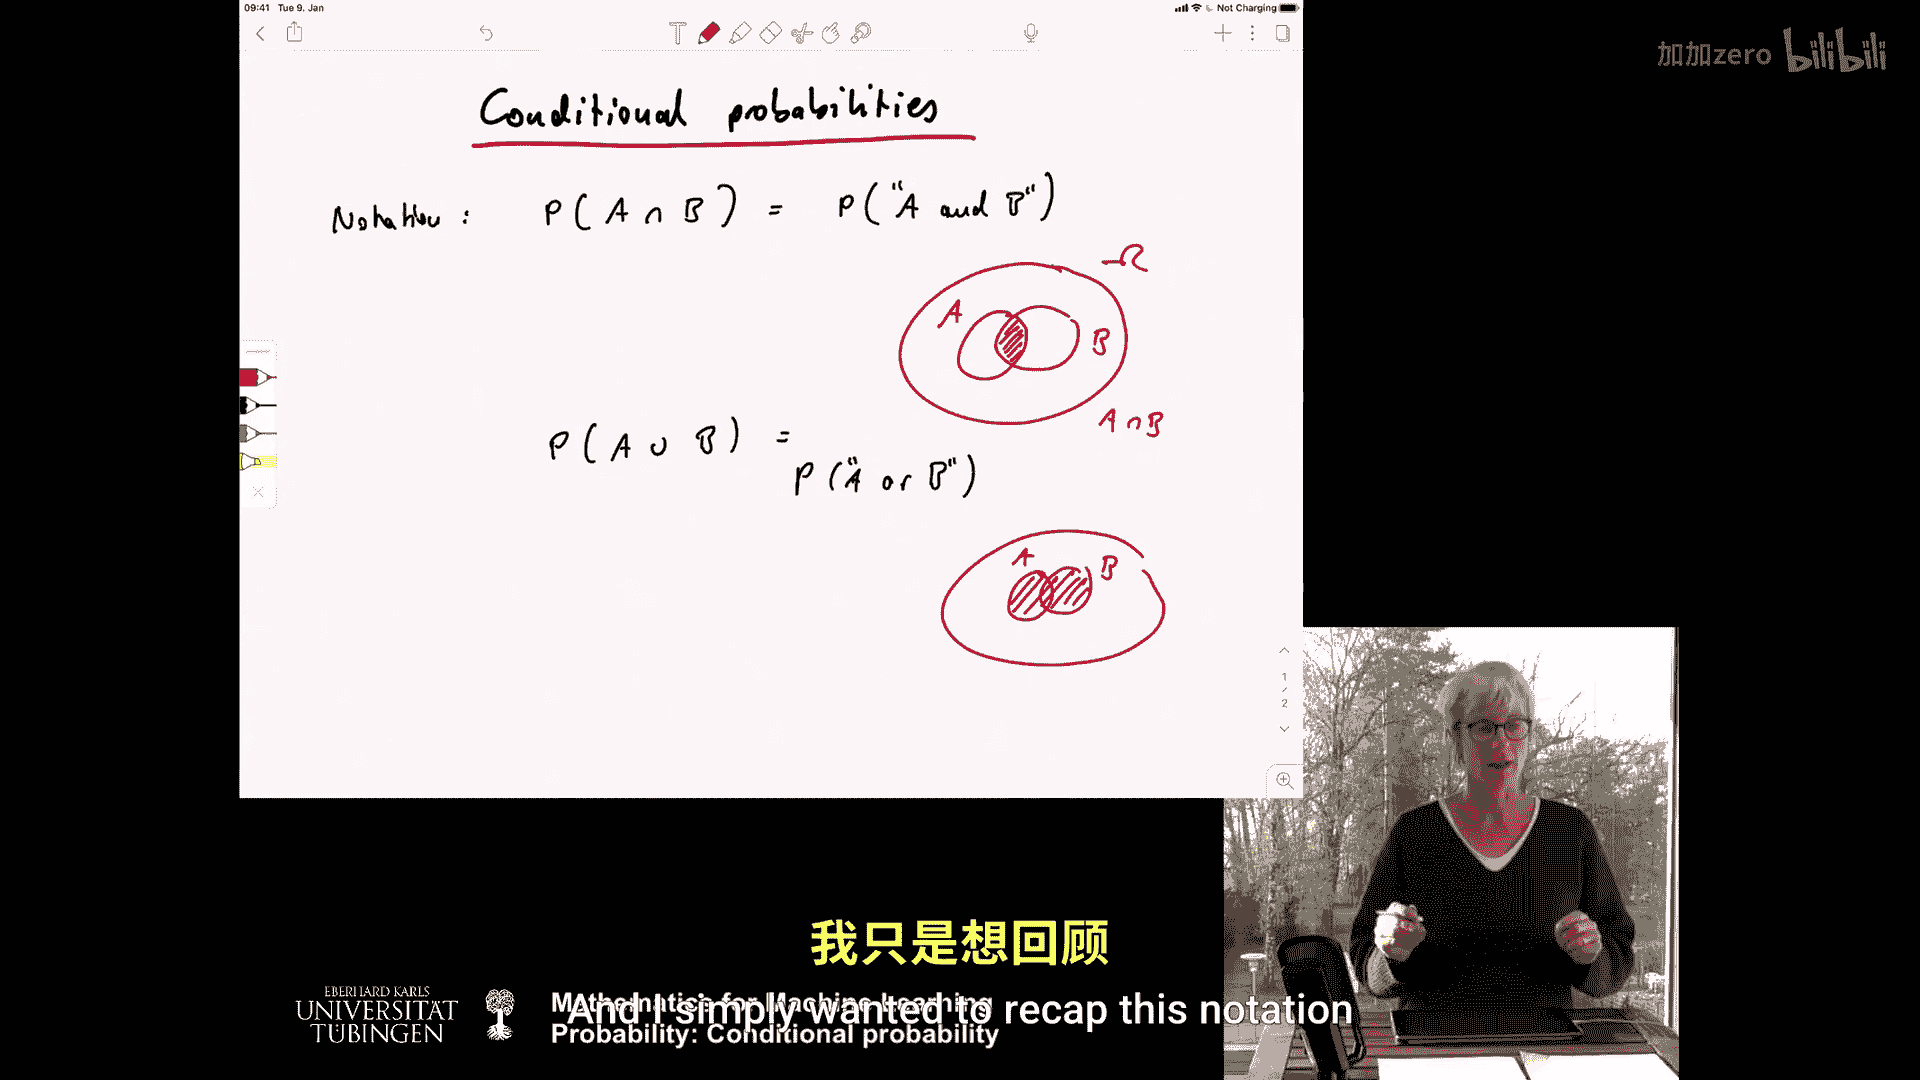 09:41 Tue 9. Jan
Not Charging
加加zero bilibili
T
Conditional probabilities
Notation : P ( A ∩ B ) = P ( "A and B" )
Ω
A
B
A ∩ B
P ( A ∪ B ) =
P ( "A or B" )
A
B
1
/
2
我只是想回顾
And I simply wanted to recap this notation
EBERHARD KARLS
UNIVERSITÄT
TÜBINGEN
Mathematics for Machine Learning
Probability: Conditional probability